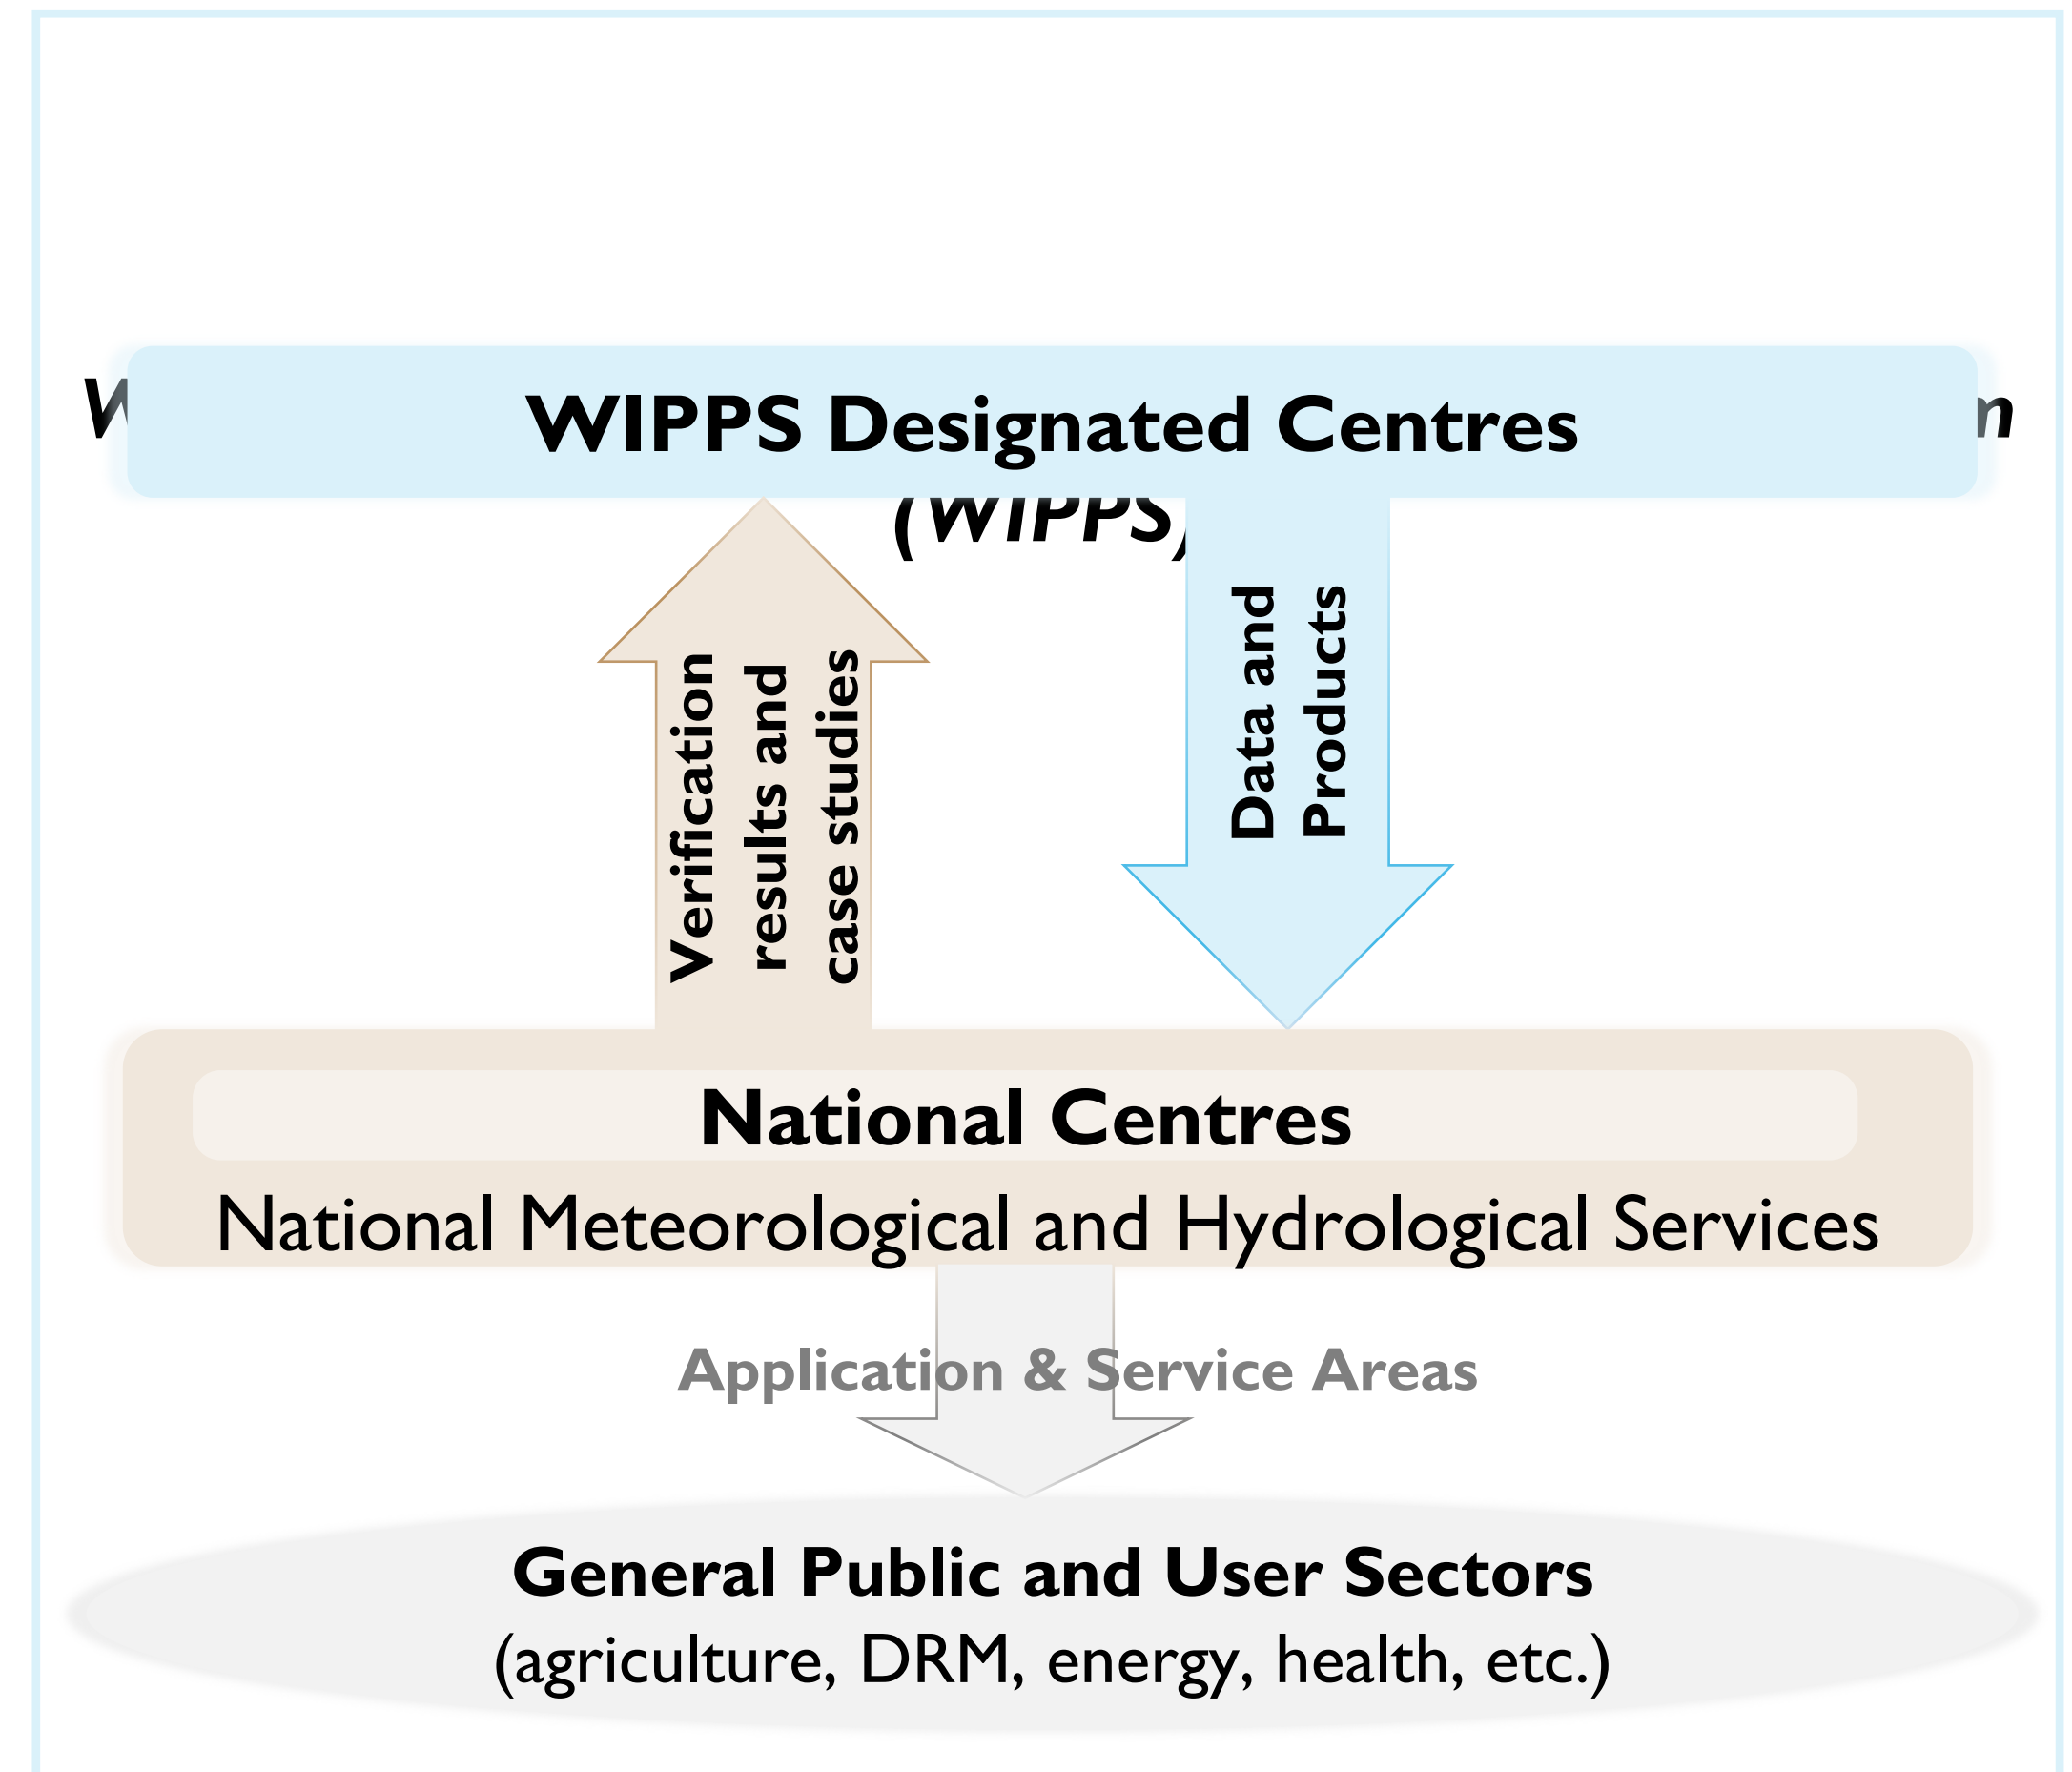 WIPPS Designated Centres
(WIPPS)
Verification
results and
case studies
Data and
Products
National Centres
National Meteorological and Hydrological Services
Application & Service Areas
General Public and User Sectors
(agriculture, DRM, energy, health, etc.)